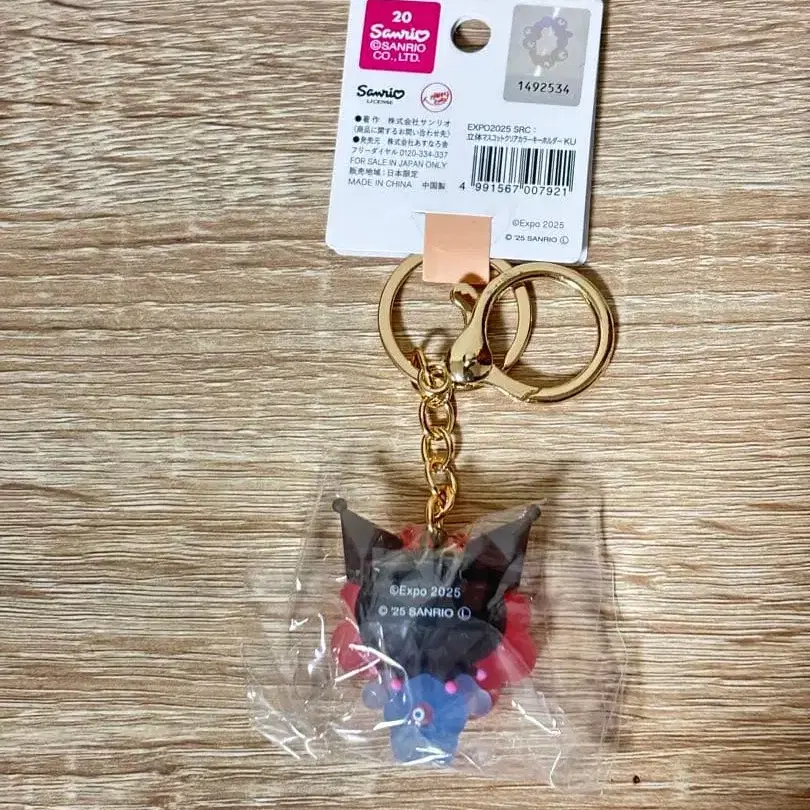 20
Sanrio
©SANRIO
CO., LTD.
Sanrio
LICENSE
●著作 株式会社サンリオ
(商品に関するお問い合わせ先)
●発売元 株式会社あすなろ舎
フリーダイヤル 0120-334-337
FOR SALE IN JAPAN ONLY
販売地域:日本限定
MADE IN CHINA 中国製
1492534
EXPO2025 SRC:
立体マスコットクリアカラーキーホルダーKU
4 991567 007921
©Expo 2025
© '25 SANRIO Ⓛ
©Expo 2025
© '25 SANRIO Ⓛ